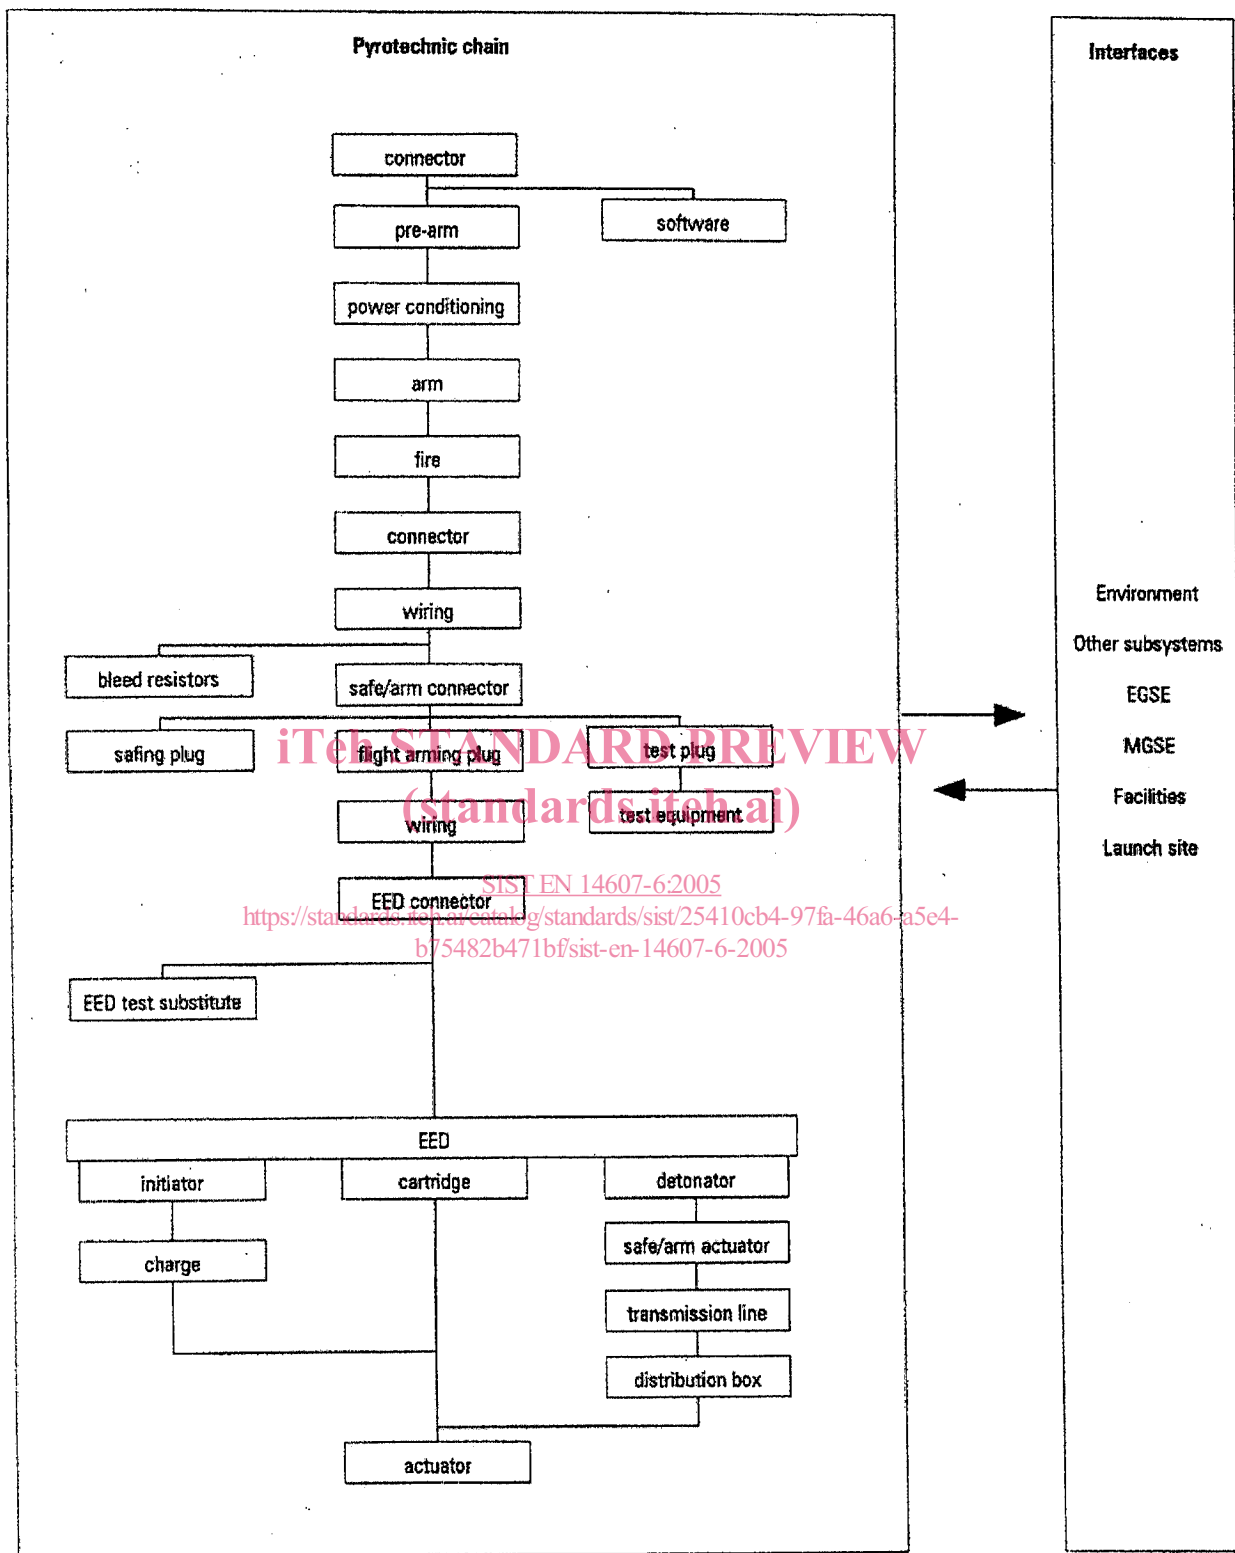 Pyrotechnic chain
Interfaces
connector
software
pre-arm
power conditioning
arm
fire
connector
wiring
bleed resistors
safe/arm connector
safing plug
flight arming plug
test plug
wiring
test equipment
EED connector
EED test substitute
EED
initiator
cartridge
detonator
charge
safe/arm actuator
transmission line
distribution box
actuator
Environment
Other subsystems
EGSE
MGSE
Facilities
Launch site
iTeh STANDARD PREVIEW
(standards.iteh.ai)
SIST EN 14607-6:2005
https://standards.iteh.ai/catalog/standards/sist/25410cb4-97fa-46a6-a5e4-
b75482b471bf/sist-en-14607-6-2005